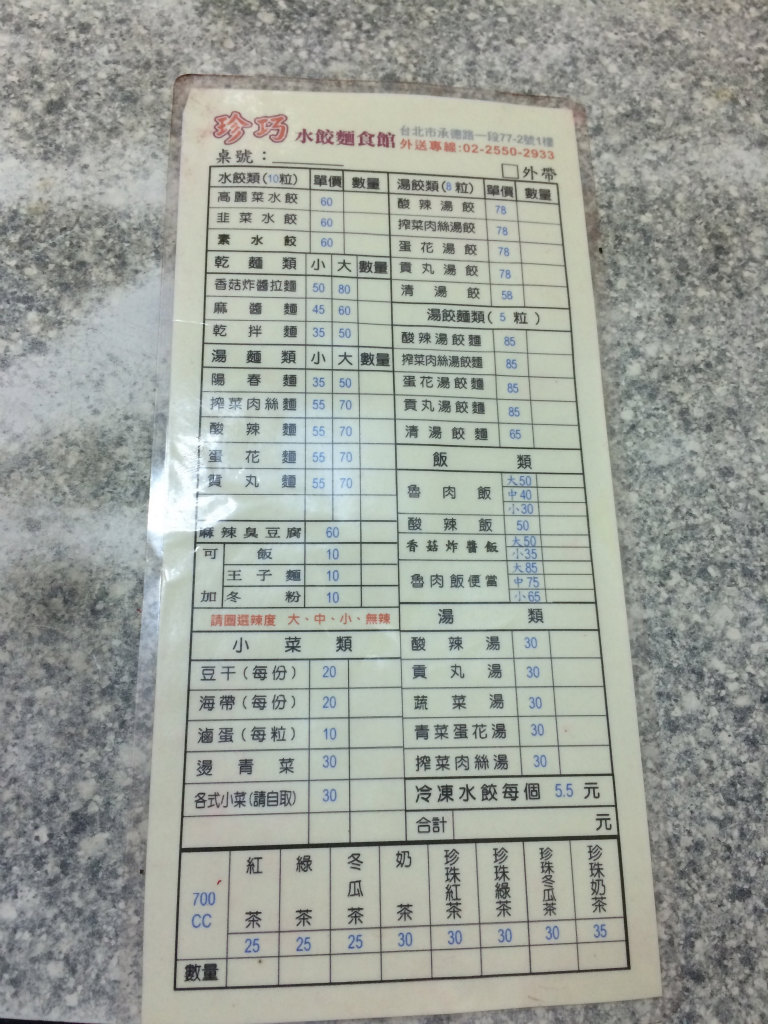 珍巧 水餃麵食館
台北市承德路一段77-2號1樓
外送專線:02-2550-2933
桌號：
□外帶
水餃類(10粒) 單價 數量
高麗菜水餃 60
韭菜水餃 60
素水餃 60
乾麵類 小 大 數量
香菇炸醬拉麵 50 80
麻醬麵 45 60
乾拌麵 35 50
湯麵類 小 大 數量
陽春麵 35 50
搾菜肉絲麵 55 70
酸辣麵 55 70
蛋花麵 55 70
貢丸麵 55 70
麻辣臭豆腐 60
可加
飯 10
王子麵 10
冬粉 10
請圈選辣度 大、中、小、無辣
小菜類
豆干(每份) 20
海帶(每份) 20
滷蛋(每粒) 10
燙青菜 30
各式小菜(請自取) 30
湯餃類(8粒) 單價 數量
酸辣湯餃 78
搾菜肉絲湯餃 78
蛋花湯餃 78
貢丸湯餃 78
清湯餃 58
湯餃麵類(5粒)
酸辣湯餃麵 85
搾菜肉絲湯餃麵 85
蛋花湯餃麵 85
貢丸湯餃麵 85
清湯餃麵 65
飯類
魯肉飯 大50 中40 小30
酸辣飯 50
香菇炸醬飯 大50 小35
魯肉飯便當 大85 中75 小65
湯類
酸辣湯 30
貢丸湯 30
蔬菜湯 30
青菜蛋花湯 30
搾菜肉絲湯 30
冷凍水餃每個 5.5 元
合計 元
700CC 紅茶 綠茶 冬瓜茶 奶茶 珍珠紅茶 珍珠綠茶 珍珠冬瓜茶 珍珠奶茶
25 25 25 30 30 30 30 35
數量